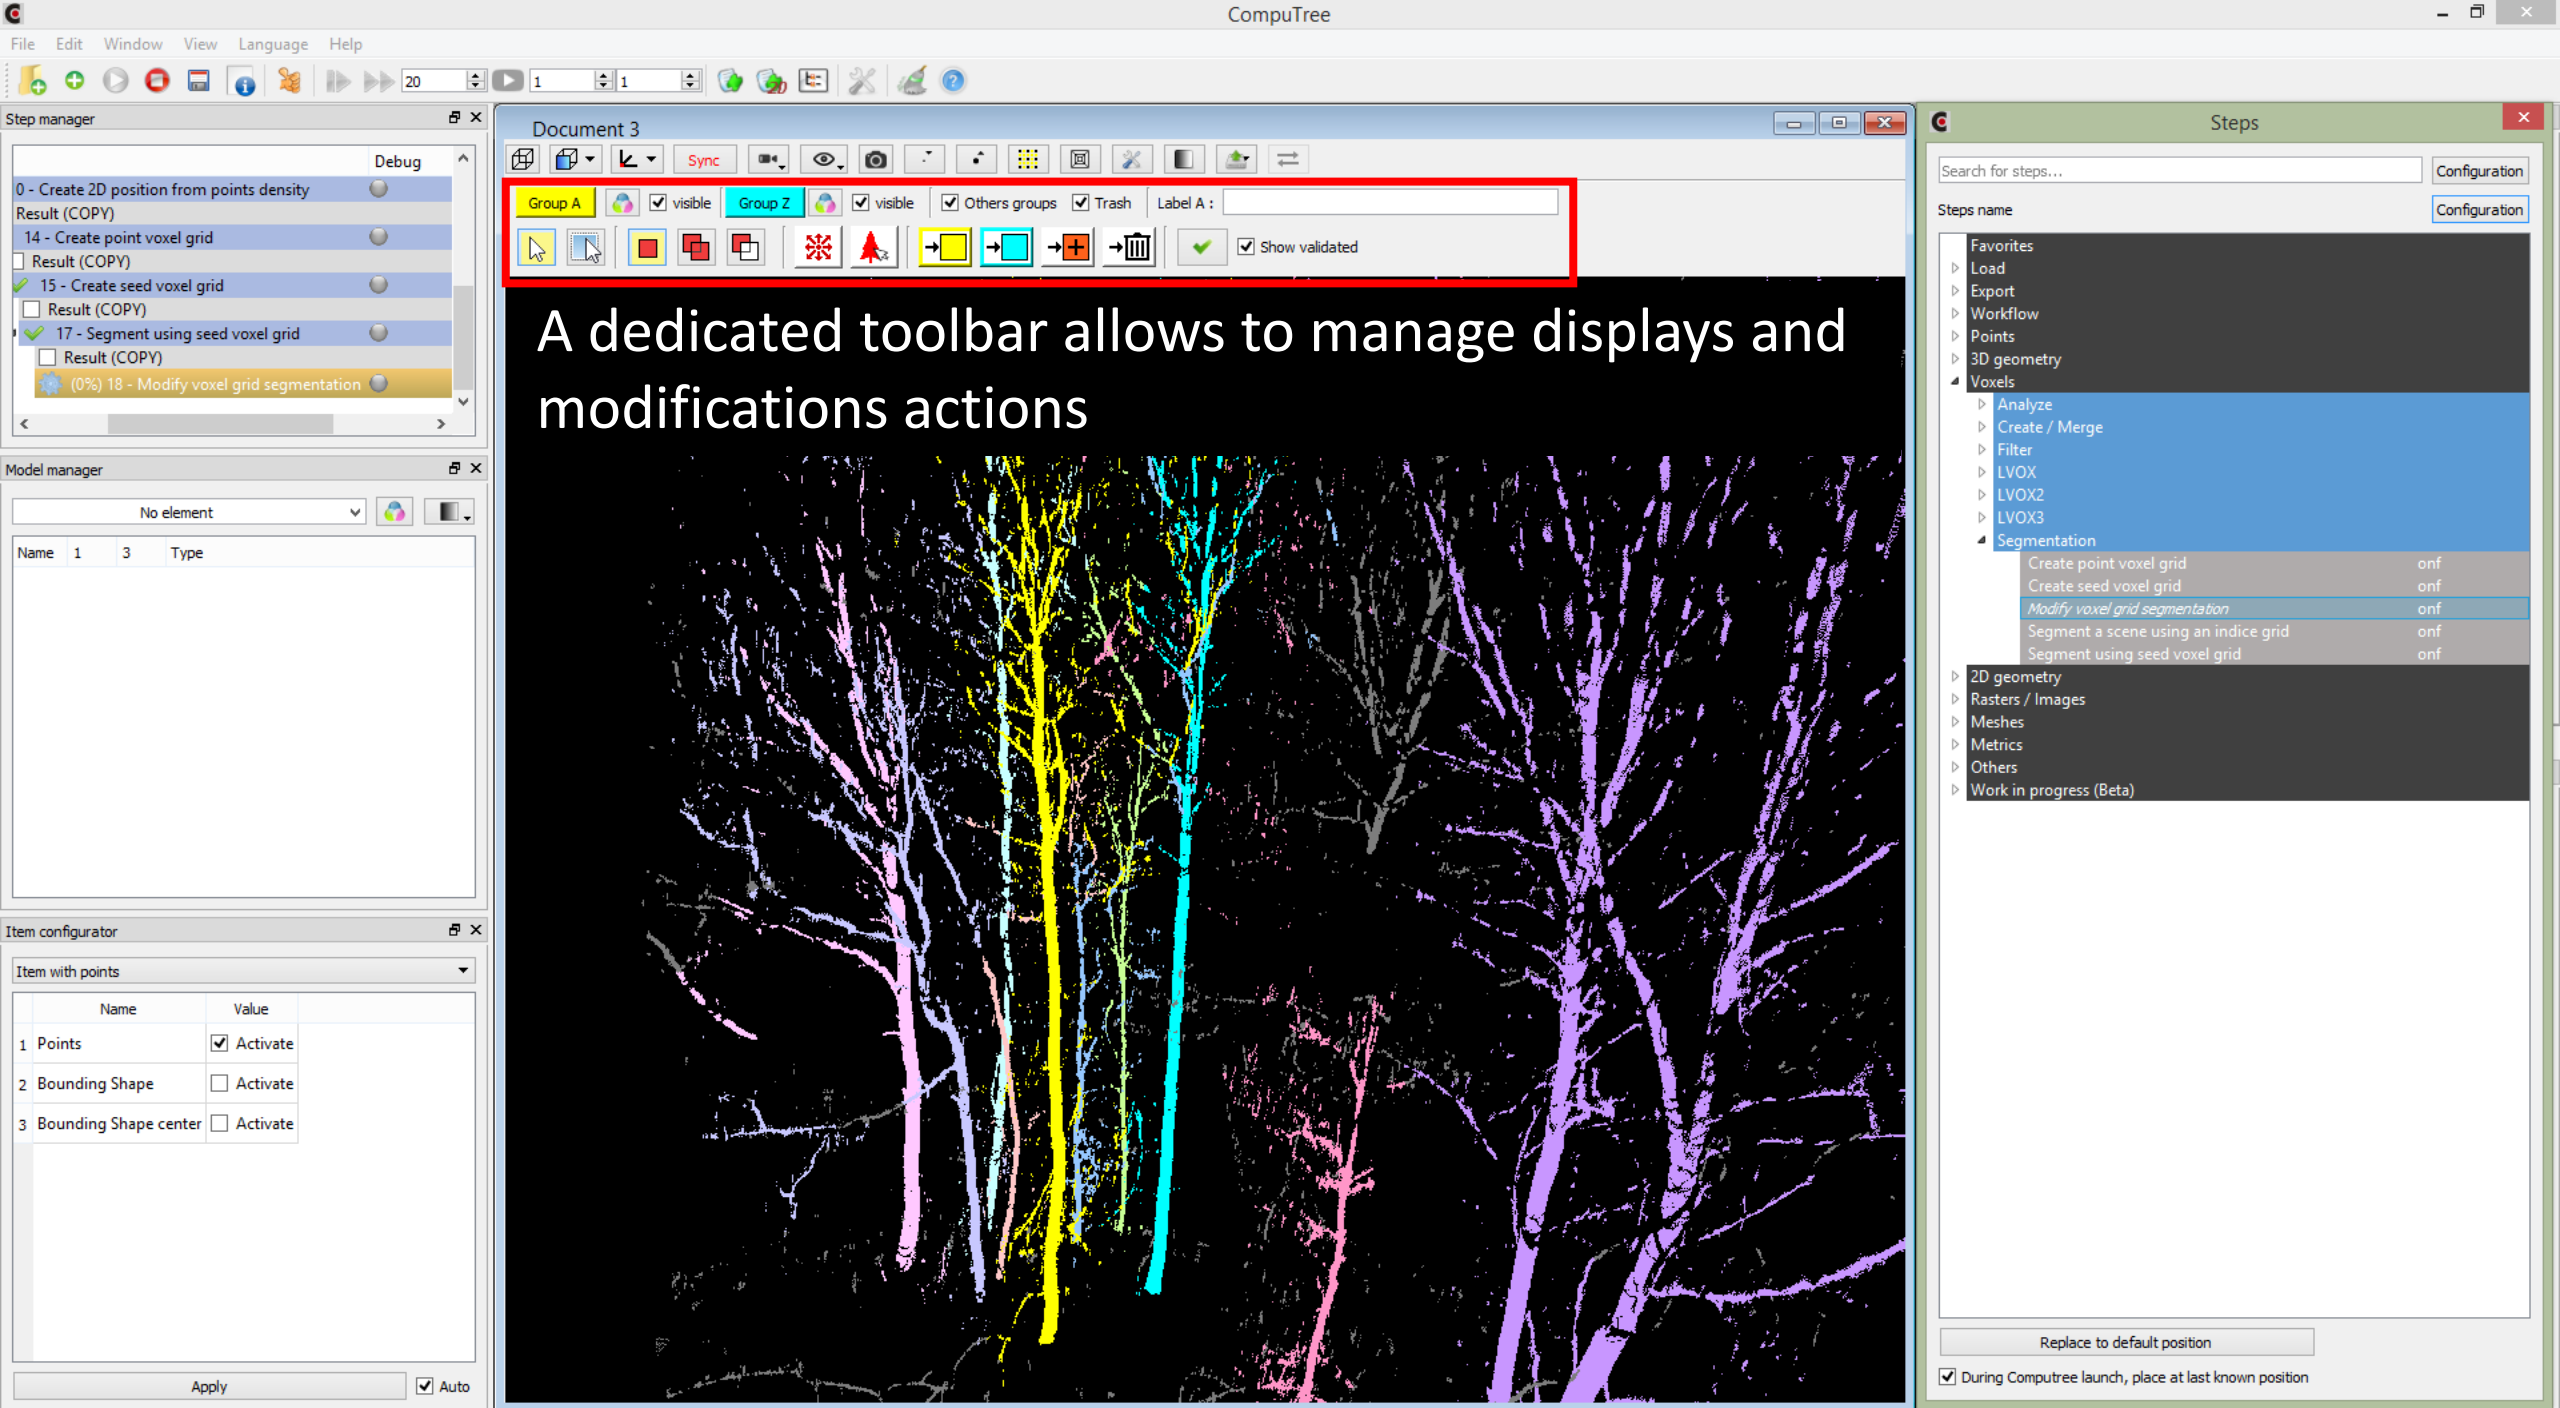 CompuTree
File Edit Window View Language Help
20 1 1
Step manager
Debug
0 - Create 2D position from points density
Result (COPY)
14 - Create point voxel grid
Result (COPY)
15 - Create seed voxel grid
Result (COPY)
17 - Segment using seed voxel grid
Result (COPY)
(0%) 18 - Modify voxel grid segmentation
Model manager
No element
Name 1 3 Type
Item configurator
Item with points
Name Value
1 Points Activate
2 Bounding Shape Activate
3 Bounding Shape center Activate
Apply Auto
Document 3
Sync
Group A visible Group Z visible Others groups Trash Label A :
Show validated
A dedicated toolbar allows to manage displays and
modifications actions
Steps
Search for steps... Configuration
Steps name Configuration
Favorites
Load
Export
Workflow
Points
3D geometry
Voxels
Analyze
Create / Merge
Filter
LVOX
LVOX2
LVOX3
Segmentation
Create point voxel grid onf
Create seed voxel grid onf
Modify voxel grid segmentation onf
Segment a scene using an indice grid onf
Segment using seed voxel grid onf
2D geometry
Rasters / Images
Meshes
Metrics
Others
Work in progress (Beta)
Replace to default position
During Computree launch, place at last known position